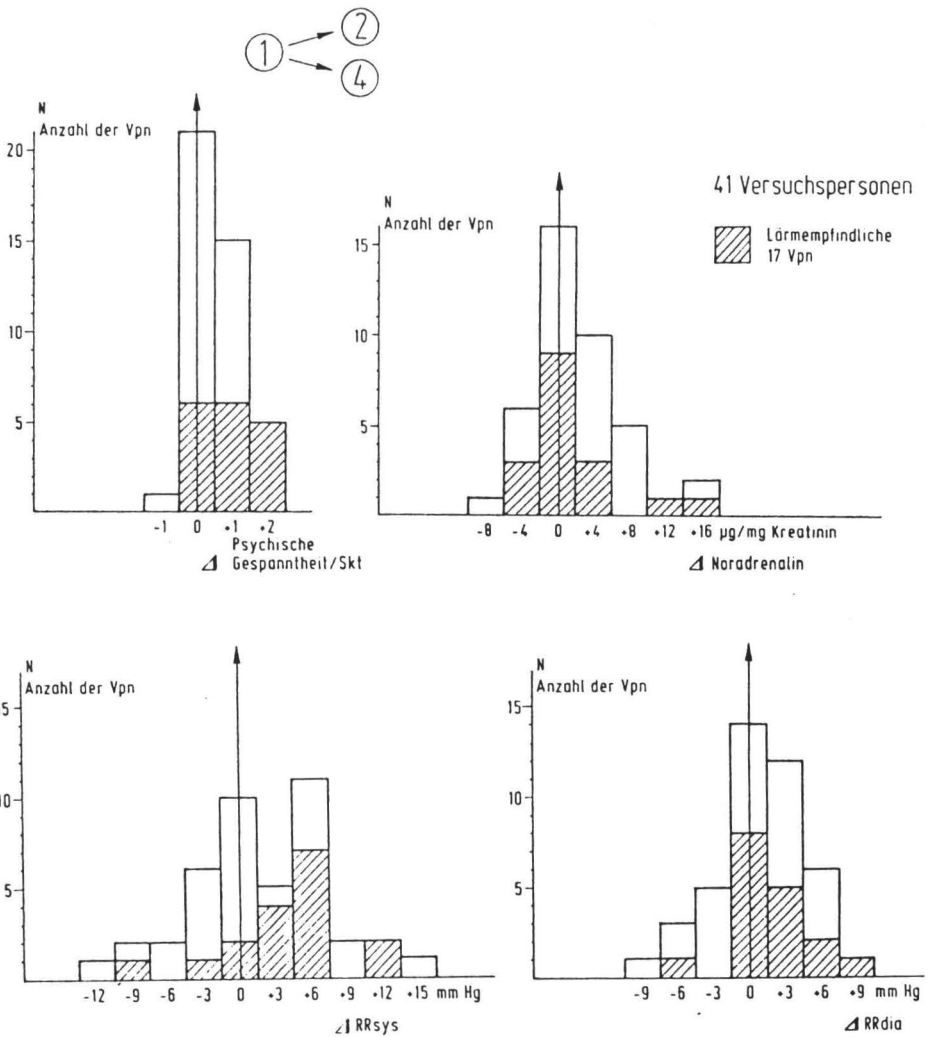 1
2
4
N
Anzahl der Vpn
20
15
10
5
-1 0 +1 +2
Psychische
Δ Gespanntheit/Skt
N
Anzahl der Vpn
15
10
5
-8 -4 0 +4 +8 +12 +16 µg/mg Kreatinin
Δ Noradrenalin
41 Versuchspersonen
Lärmempfindliche
17 Vpn
N
Anzahl der Vpn
15
10
5
-12 -9 -6 -3 0 +3 +6 +9 +12 +15 mm Hg
Δ RRsys
N
Anzahl der Vpn
15
10
5
-9 -6 -3 0 +3 +6 +9 mm Hg
Δ RRdia